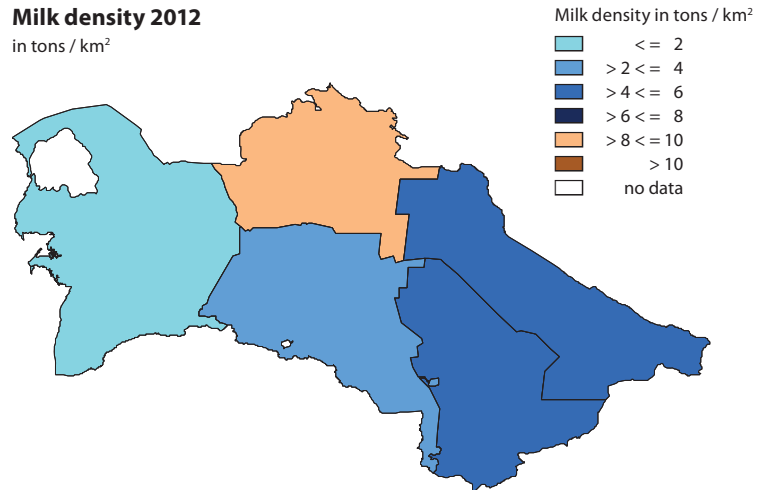 Milk density 2012
in tons / km²
Milk density in tons / km²
<= 2
> 2 <= 4
> 4 <= 6
> 6 <= 8
> 8 <= 10
> 10
no data